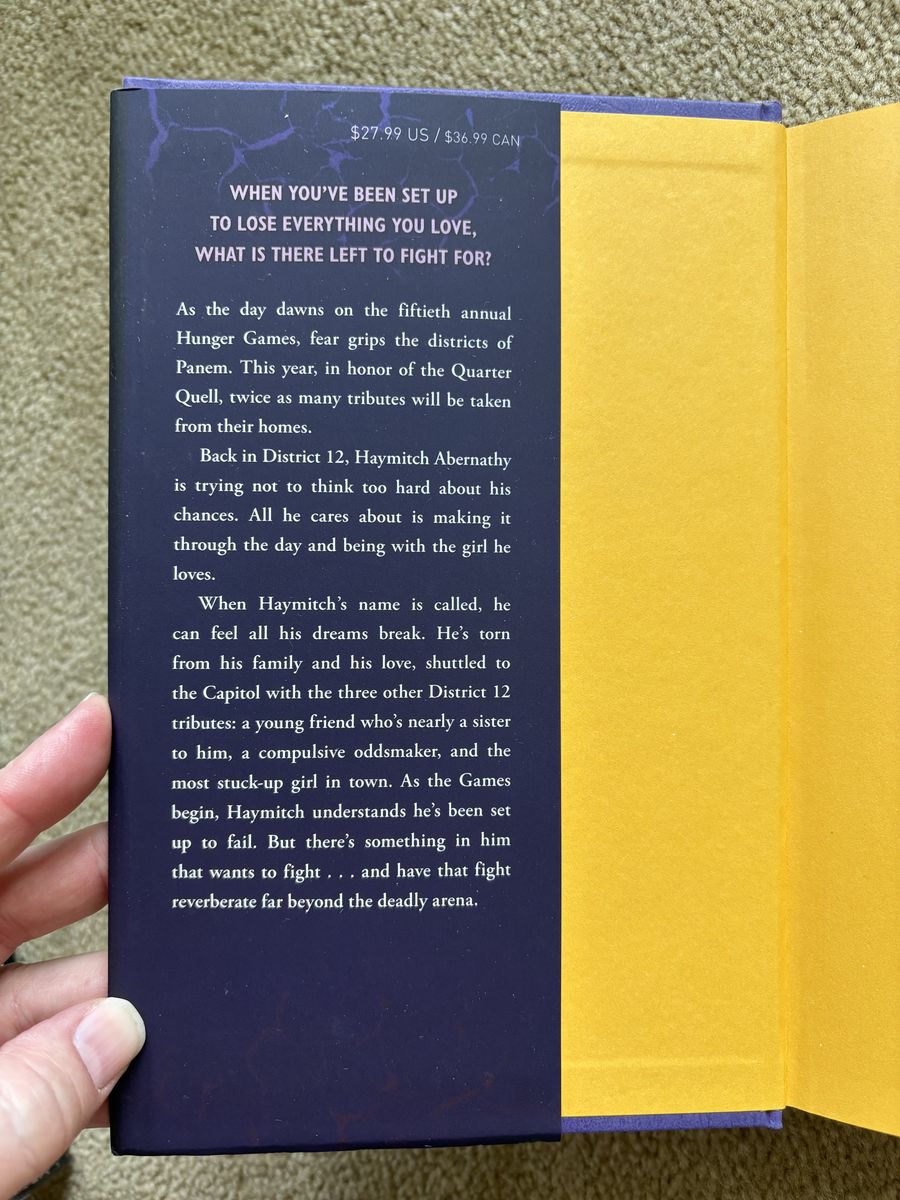 $27.99 US / $36.99 CAN
WHEN YOU'VE BEEN SET UP
TO LOSE EVERYTHING YOU LOVE,
WHAT IS THERE LEFT TO FIGHT FOR?
As the day dawns on the fiftieth annual
Hunger Games, fear grips the districts of
Panem. This year, in honor of the Quarter
Quell, twice as many tributes will be taken
from their homes.
Back in District 12, Haymitch Abernathy
is trying not to think too hard about his
chances. All he cares about is making it
through the day and being with the girl he
loves.
When Haymitch's name is called, he
can feel all his dreams break. He's torn
from his family and his love, shuttled to
the Capitol with the three other District 12
tributes: a young friend who's nearly a sister
to him, a compulsive oddsmaker, and the
most stuck-up girl in town. As the Games
begin, Haymitch understands he's been set
up to fail. But there's something in him
that wants to fight . . . and have that fight
reverberate far beyond the deadly arena.